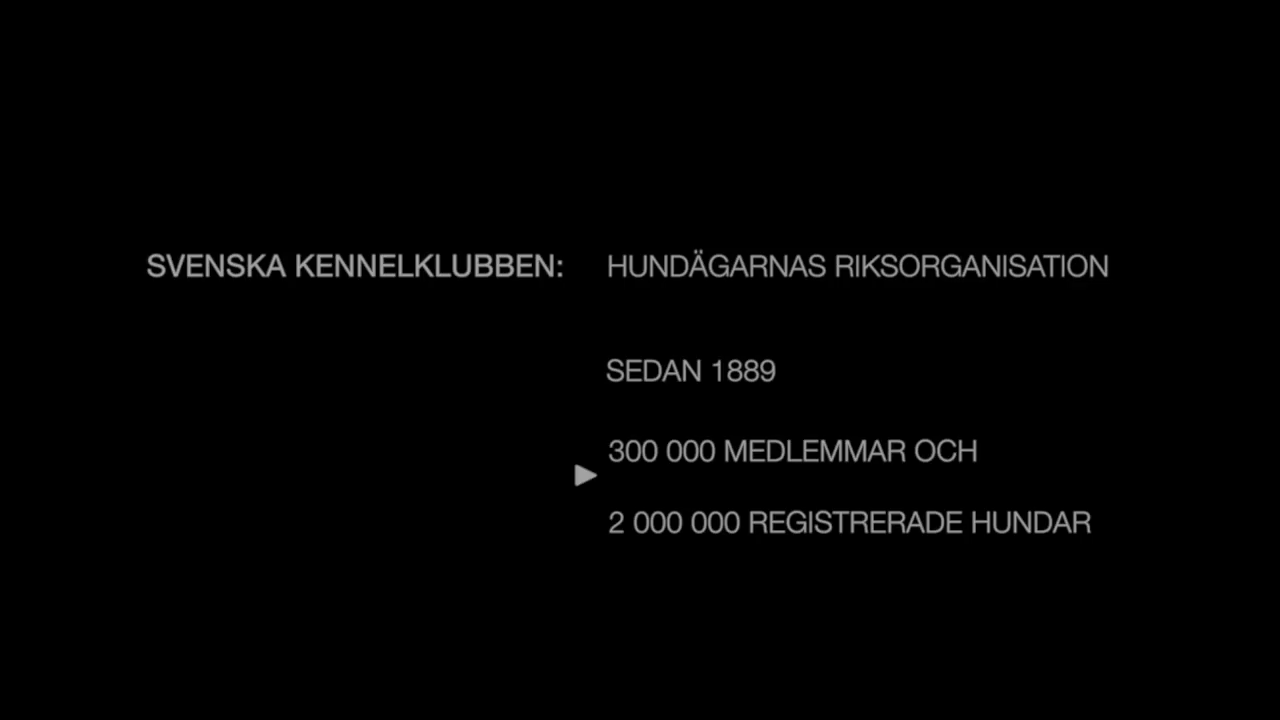 SVENSKA KENNELKLUBBEN: HUNDÄGARNAS RIKSORGANISATION
SEDAN 1889
300 000 MEDLEMMAR OCH
2 000 000 REGISTRERADE HUNDAR